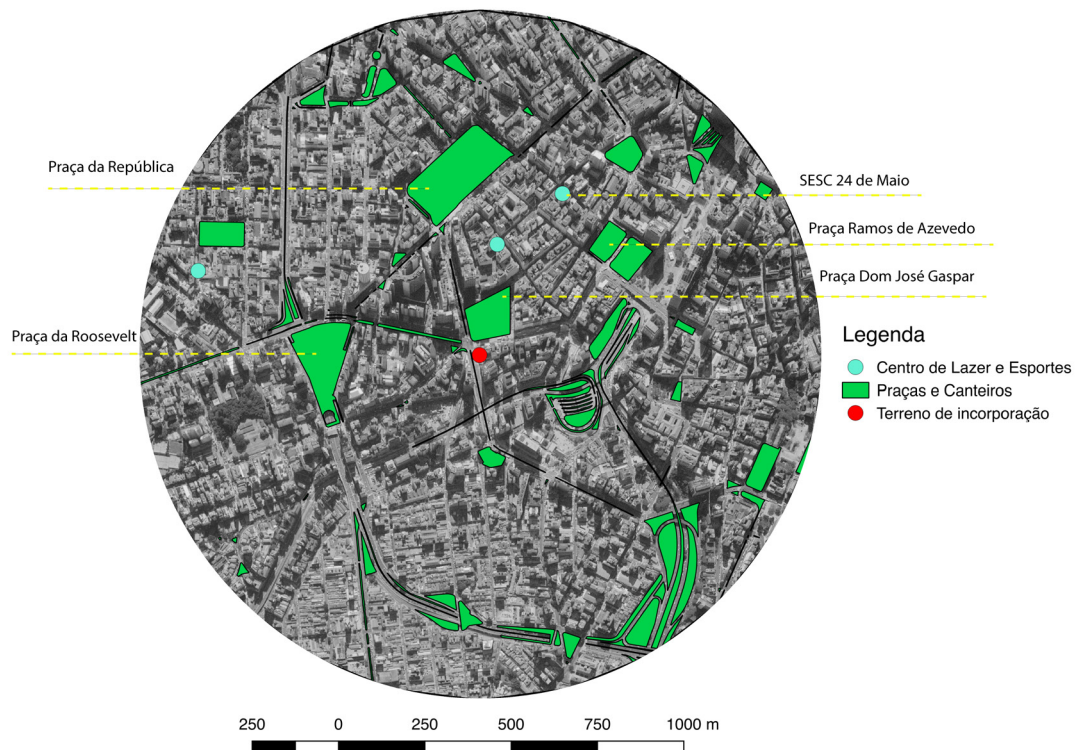 Praça da República
SESC 24 de Maio
Praça Ramos de Azevedo
Praça Dom José Gaspar
Praça da Roosevelt
Legenda
Centro de Lazer e Esportes
Praças e Canteiros
Terreno de incorporação
250 0 250 500 750 1000 m